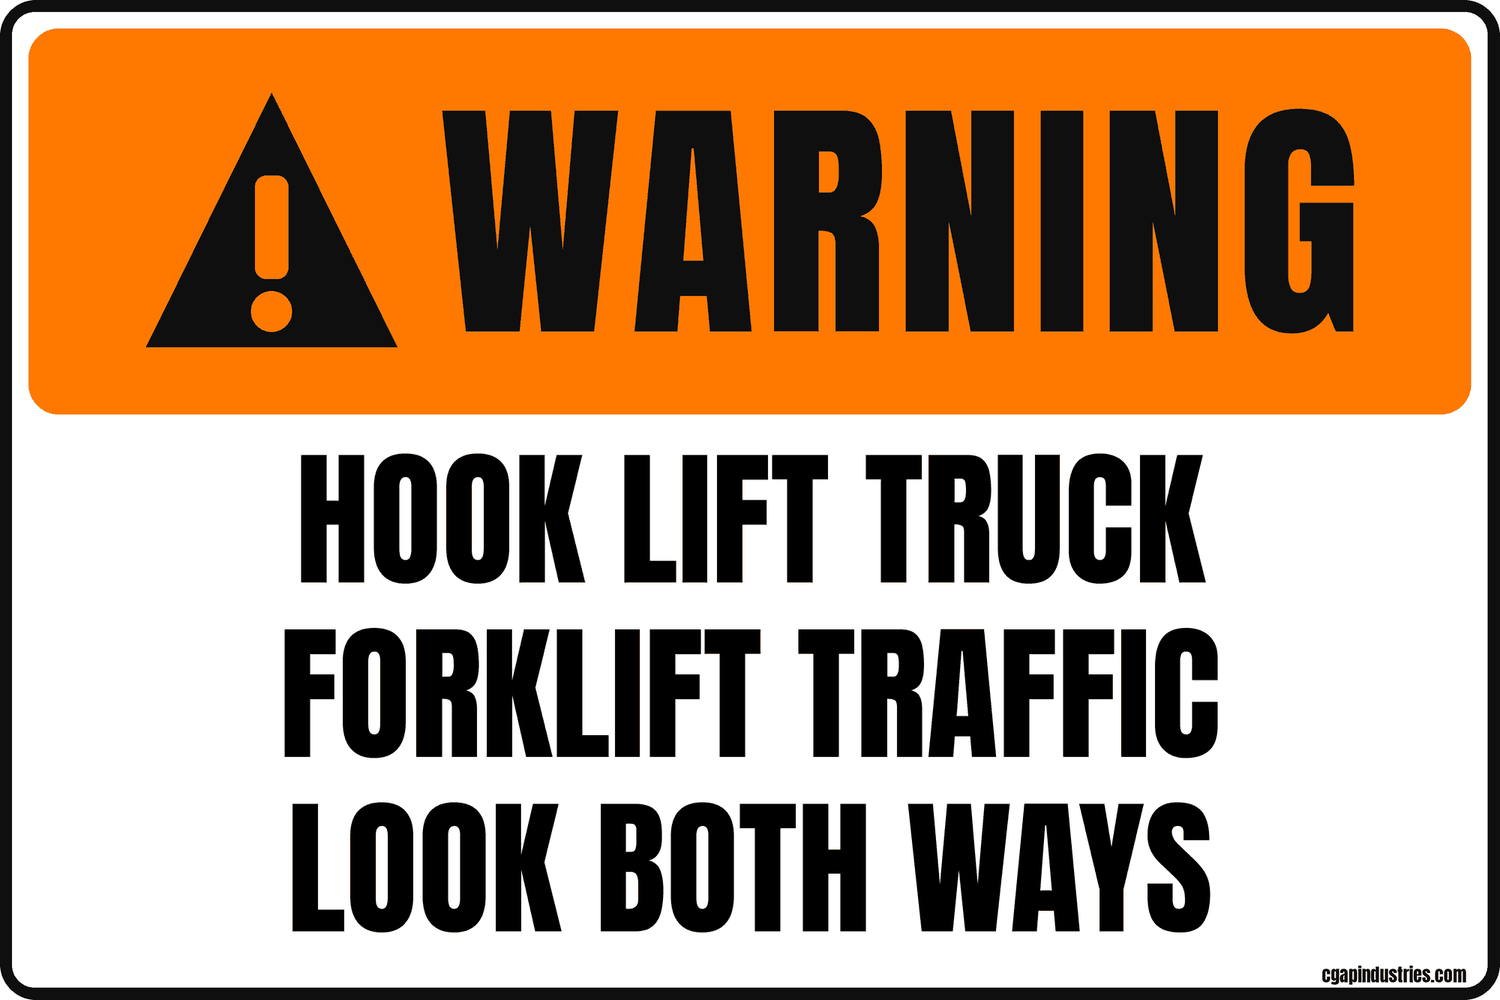 WARNING
HOOK LIFT TRUCK
FORKLIFT TRAFFIC
LOOK BOTH WAYS
cgapindustries.com